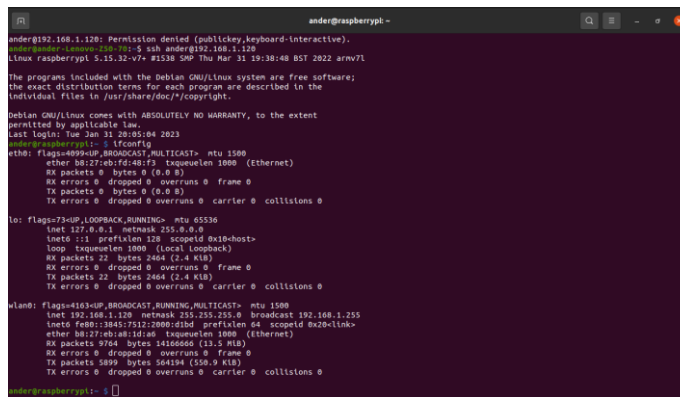 ander@raspberrypi: ~
ander@192.168.1.120: Permission denied (publickey,keyboard-interactive).
ander@ander-Lenovo-Z50-70:~$ ssh ander@192.168.1.120
Linux raspberrypi 5.15.32-v7+ #1538 SMP Thu Mar 31 19:38:48 BST 2022 armv7l

The programs included with the Debian GNU/Linux system are free software;
the exact distribution terms for each program are described in the
individual files in /usr/share/doc/*/copyright.

Debian GNU/Linux comes with ABSOLUTELY NO WARRANTY, to the extent
permitted by applicable law.
Last login: Tue Jan 31 20:05:04 2023
ander@raspberrypi:~ $ ifconfig
eth0: flags=4099<UP,BROADCAST,MULTICAST>  mtu 1500
        ether b8:27:eb:fd:48:f3  txqueuelen 1000  (Ethernet)
        RX packets 0  bytes 0 (0.0 B)
        RX errors 0  dropped 0  overruns 0  frame 0
        TX packets 0  bytes 0 (0.0 B)
        TX errors 0  dropped 0 overruns 0  carrier 0  collisions 0

lo: flags=73<UP,LOOPBACK,RUNNING>  mtu 65536
        inet 127.0.0.1  netmask 255.0.0.0
        inet6 ::1  prefixlen 128  scopeid 0x10<host>
        loop  txqueuelen 1000  (Local Loopback)
        RX packets 22  bytes 2464 (2.4 KiB)
        RX errors 0  dropped 0  overruns 0  frame 0
        TX packets 22  bytes 2464 (2.4 KiB)
        TX errors 0  dropped 0 overruns 0  carrier 0  collisions 0

wlan0: flags=4163<UP,BROADCAST,RUNNING,MULTICAST>  mtu 1500
        inet 192.168.1.120  netmask 255.255.255.0  broadcast 192.168.1.255
        inet6 fe80::3845:7512:2000:d1bd  prefixlen 64  scopeid 0x20<link>
        ether b8:27:eb:a8:1d:a6  txqueuelen 1000  (Ethernet)
        RX packets 9764  bytes 14166666 (13.5 MiB)
        RX errors 0  dropped 0  overruns 0  frame 0
        TX packets 5899  bytes 564194 (550.9 KiB)
        TX errors 0  dropped 0 overruns 0  carrier 0  collisions 0

ander@raspberrypi:~ $